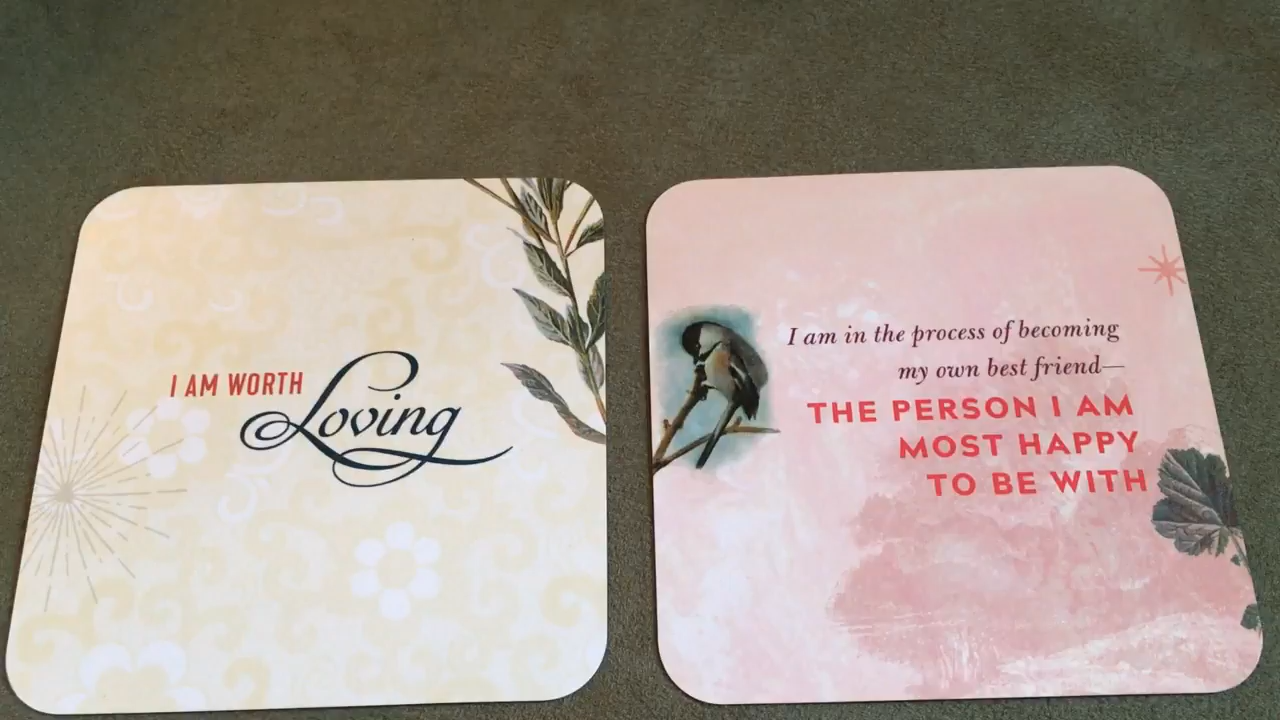 I AM WORTH Loving
I am in the process of becoming
my own best friend—
THE PERSON I AM
MOST HAPPY
TO BE WITH